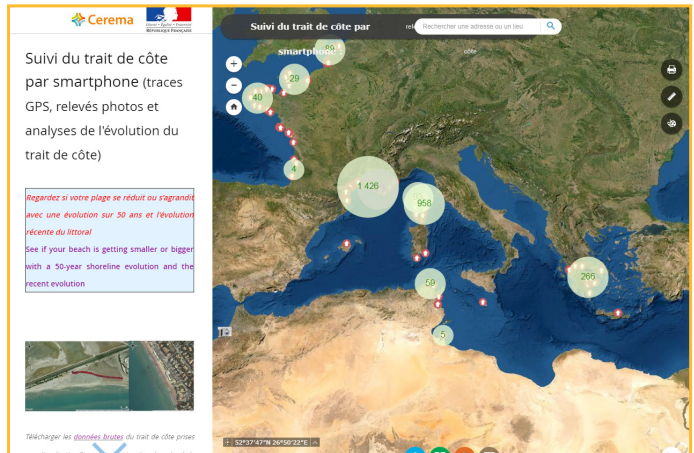 Cerema
Liberté • Égalité • Fraternité
RÉPUBLIQUE FRANÇAISE
Suivi du trait de côte
par smartphone (traces
GPS, relevés photos et
analyses de l'évolution du
trait de côte)
Regardez si votre plage se réduit ou s'agrandit
avec une évolution sur 50 ans et l'évolution
récente du littoral
See if your beach is getting smaller or bigger
with a 50-year shoreline evolution and the
recent evolution
Télécharger les données brutes du trait de côte prises
Suivi du trait de côte par
smartphone
Rechercher une adresse ou un lieu
côte
+
−
89
29
40
4
1 426
958
59
266
5
52°37'47"N 26°50'22"E